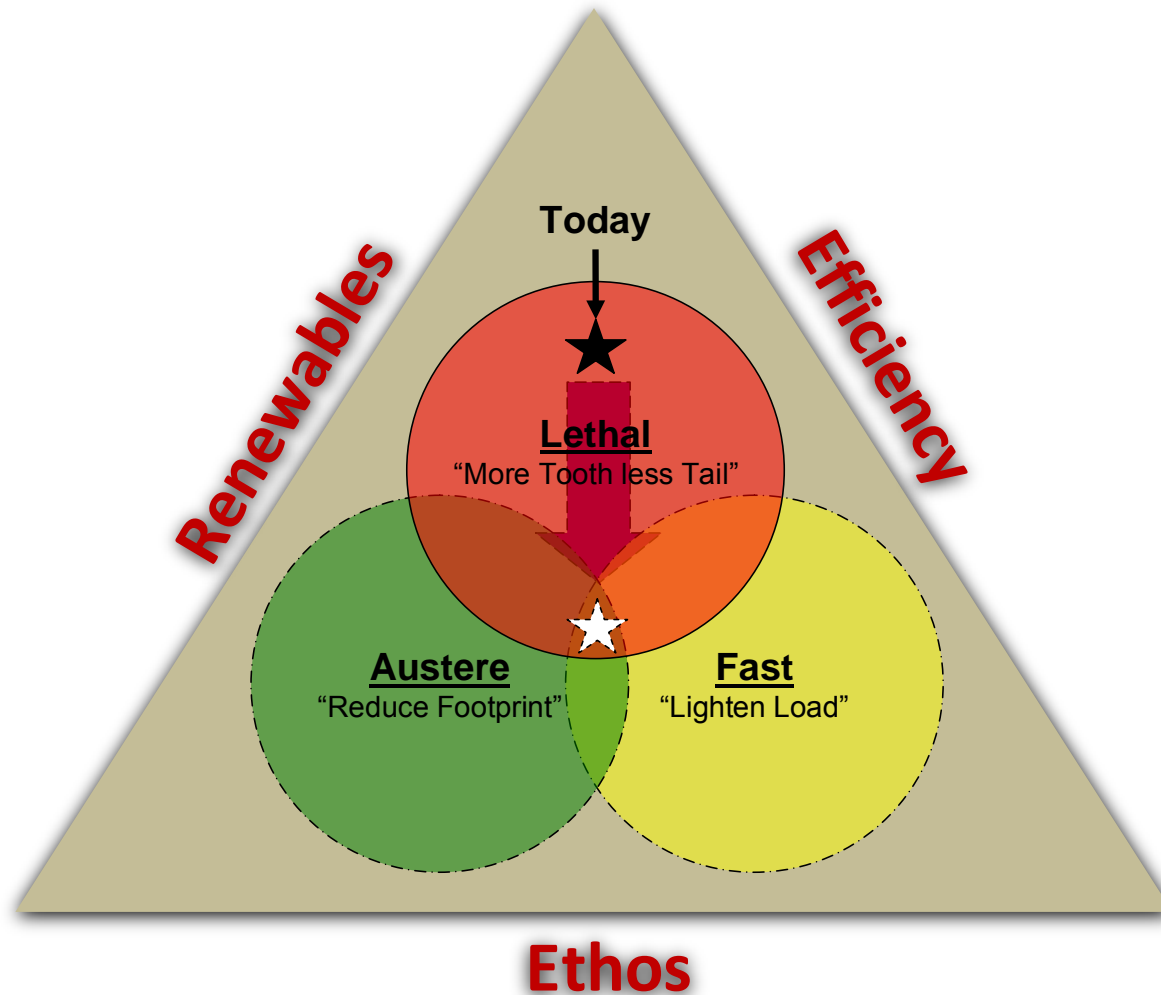 Today
Renewables
Efficiency
Lethal
“More Tooth less Tail”
Austere
“Reduce Footprint”
Fast
“Lighten Load”
Ethos